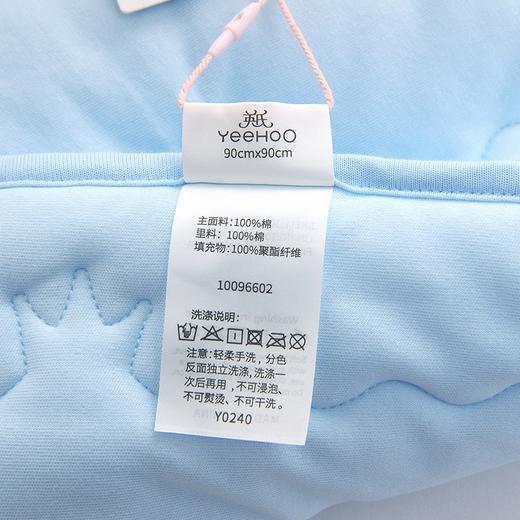 英氏
YEEHOO
90cmx90cm
主面料:100%棉
里料:100%棉
填充物:100%聚酯纤维
10096602
洗涤说明:
注意:轻柔手洗,分色
反面独立洗涤,洗涤一
次后再用,不可浸泡、
不可熨烫、不可干洗。
Y0240